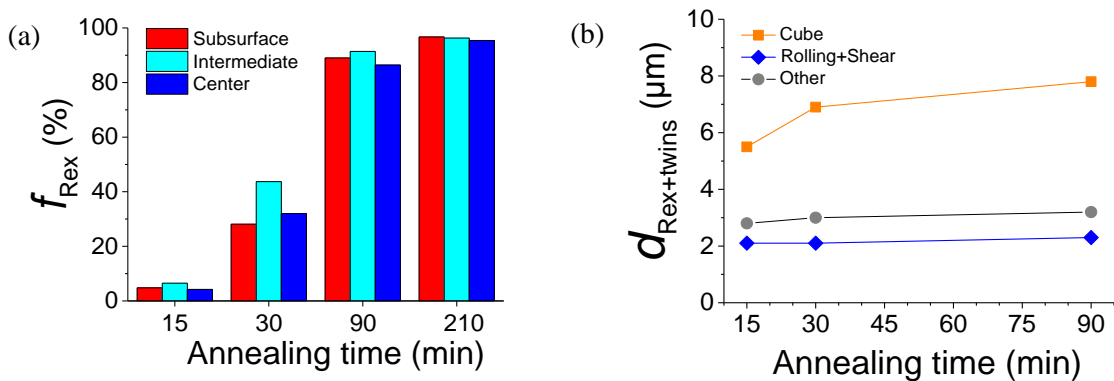 (a)
100
80
60
40
20
0
f Rex (%)
Subsurface
Intermediate
Center
15 30 90 210
Annealing time (min)
(b)
10
8
6
4
2
0
d Rex+twins (µm)
Cube
Rolling+Shear
Other
15 30 45 60 75 90
Annealing time (min)